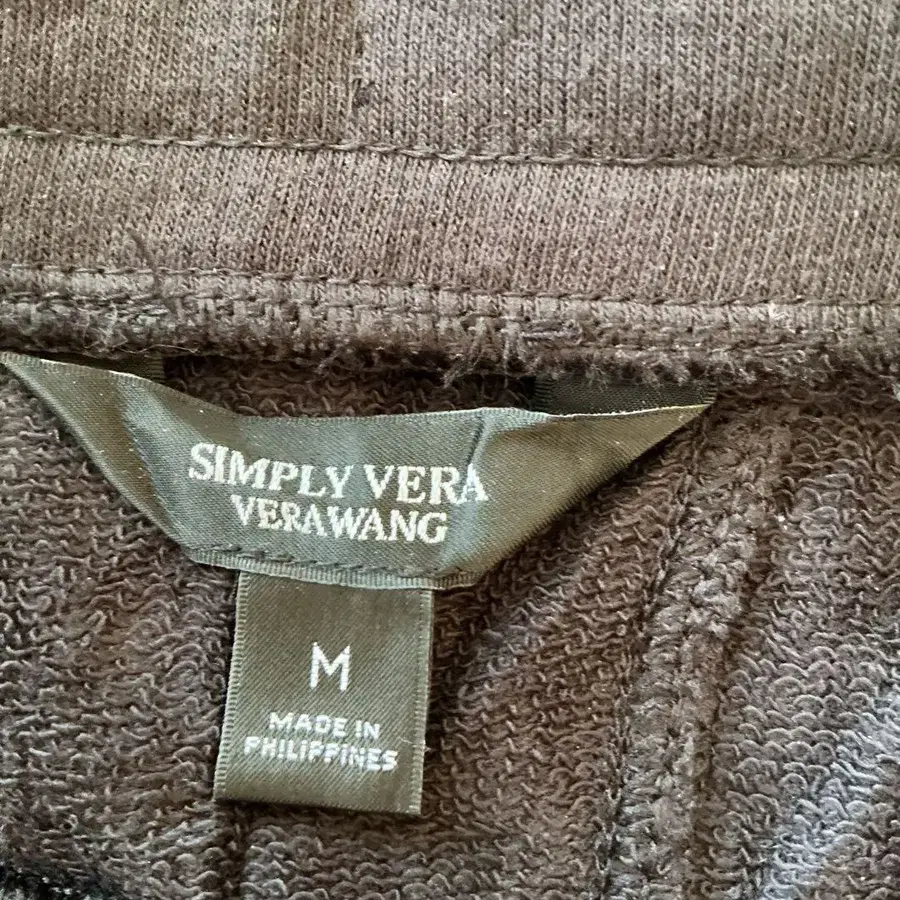 SIMPLY VERA
VERAWANG
M
MADE IN
PHILIPPINES